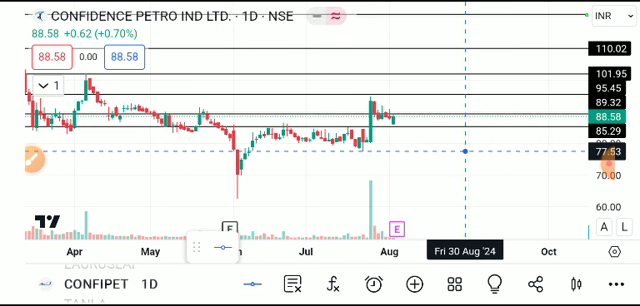 CONFIDENCE PETRO IND LTD. · 1D · NSE
INR
88.58 +0.62 (+0.70%)
88.58 0.00 88.58
1
110.02
101.95
95.45
89.32
88.58
85.29
77.53
70.00
60.00
E E
A L
Apr May Jul Aug Fri 30 Aug '24 Oct
CONFIPET 1D